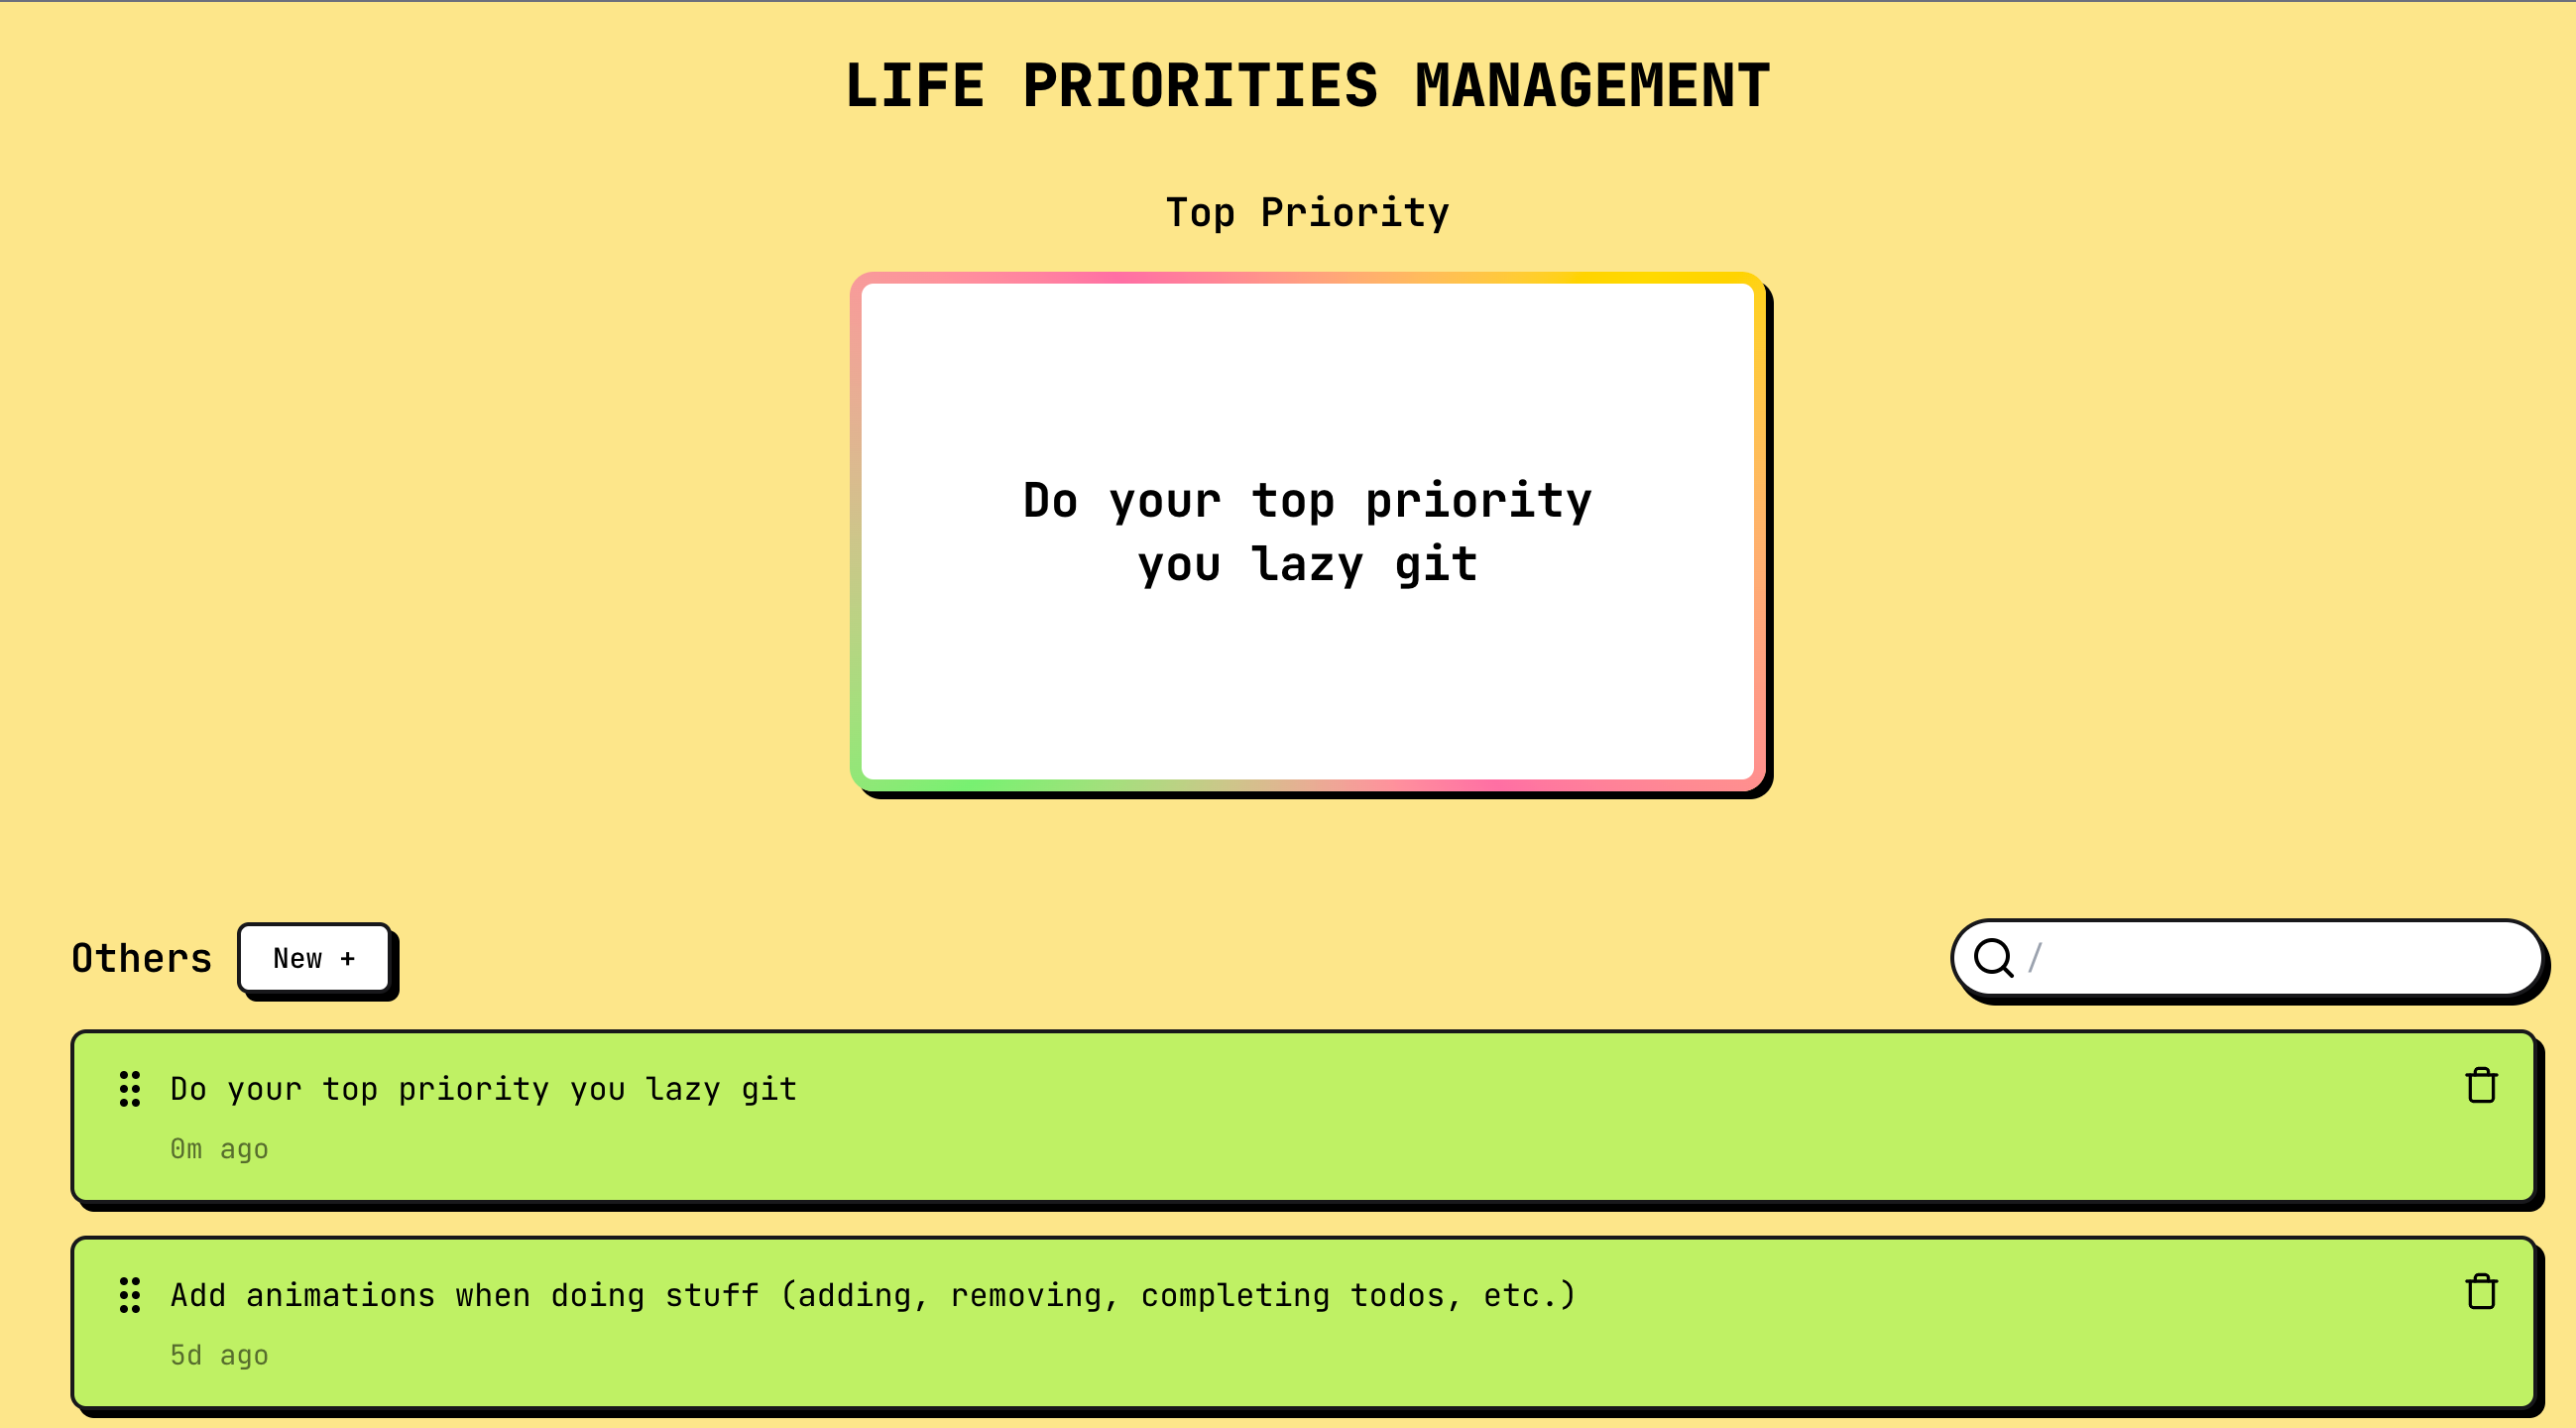 LIFE PRIORITIES MANAGEMENT
Top Priority
Do your top priority
you lazy git
Others
New +
/
Do your top priority you lazy git
0m ago
Add animations when doing stuff (adding, removing, completing todos, etc.)
5d ago